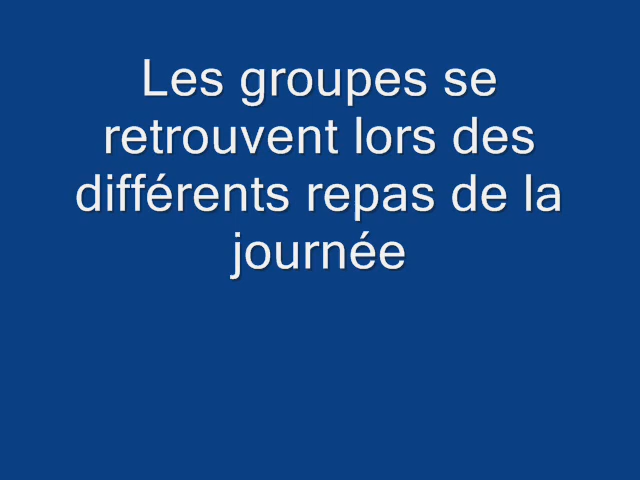 Les groupes se
retrouvent lors des
différents repas de la
journée